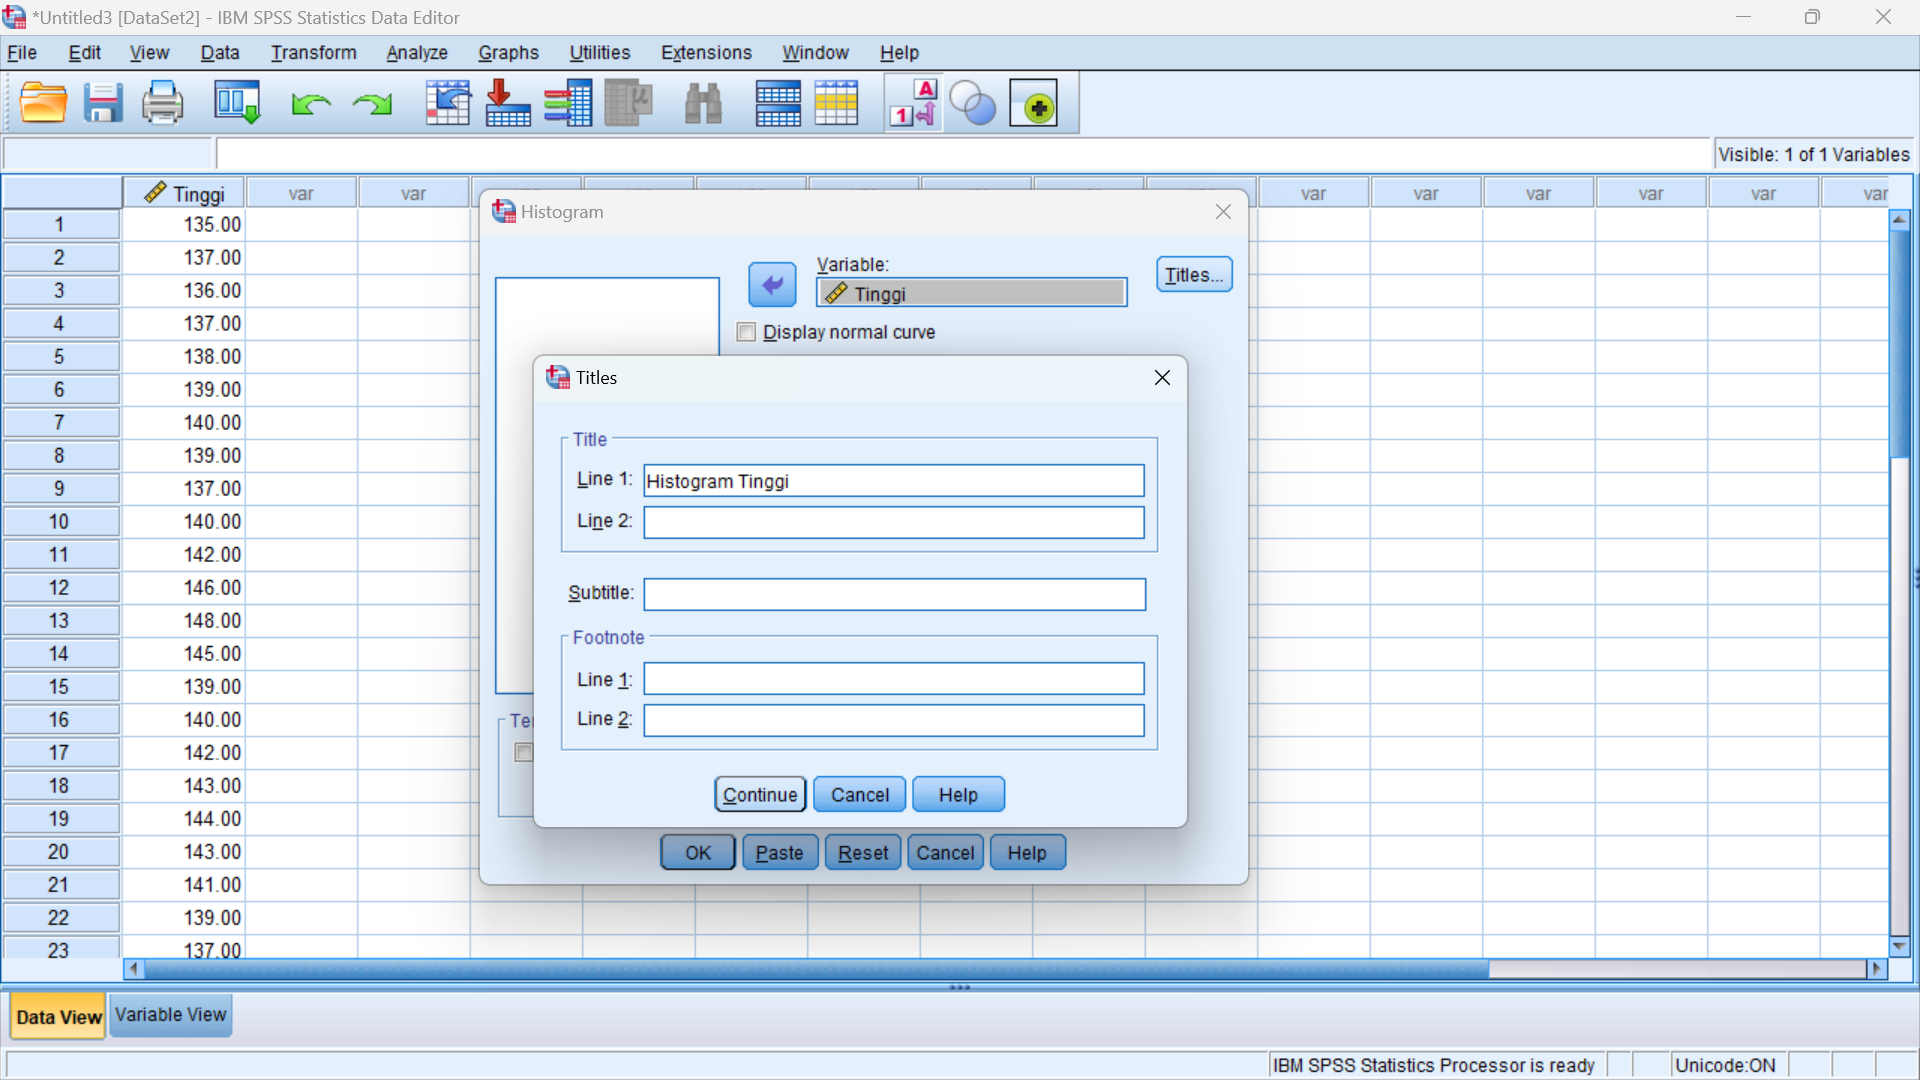 *Untitled3 [DataSet2] - IBM SPSS Statistics Data Editor
File Edit View Data Transform Analyze Graphs Utilities Extensions Window Help
Visible: 1 of 1 Variables
Tinggi var var var var var var var var
1 135.00
2 137.00
3 136.00
4 137.00
5 138.00
6 139.00
7 140.00
8 139.00
9 137.00
10 140.00
11 142.00
12 146.00
13 148.00
14 145.00
15 139.00
16 140.00
17 142.00
18 143.00
19 144.00
20 143.00
21 141.00
22 139.00
23 137.00
Histogram
Variable:
Tinggi
Titles...
Display normal curve
Titles
Title
Line 1: Histogram Tinggi
Line 2:
Subtitle:
Footnote
Line 1:
Line 2:
Continue Cancel Help
OK Paste Reset Cancel Help
Data View Variable View
IBM SPSS Statistics Processor is ready Unicode:ON